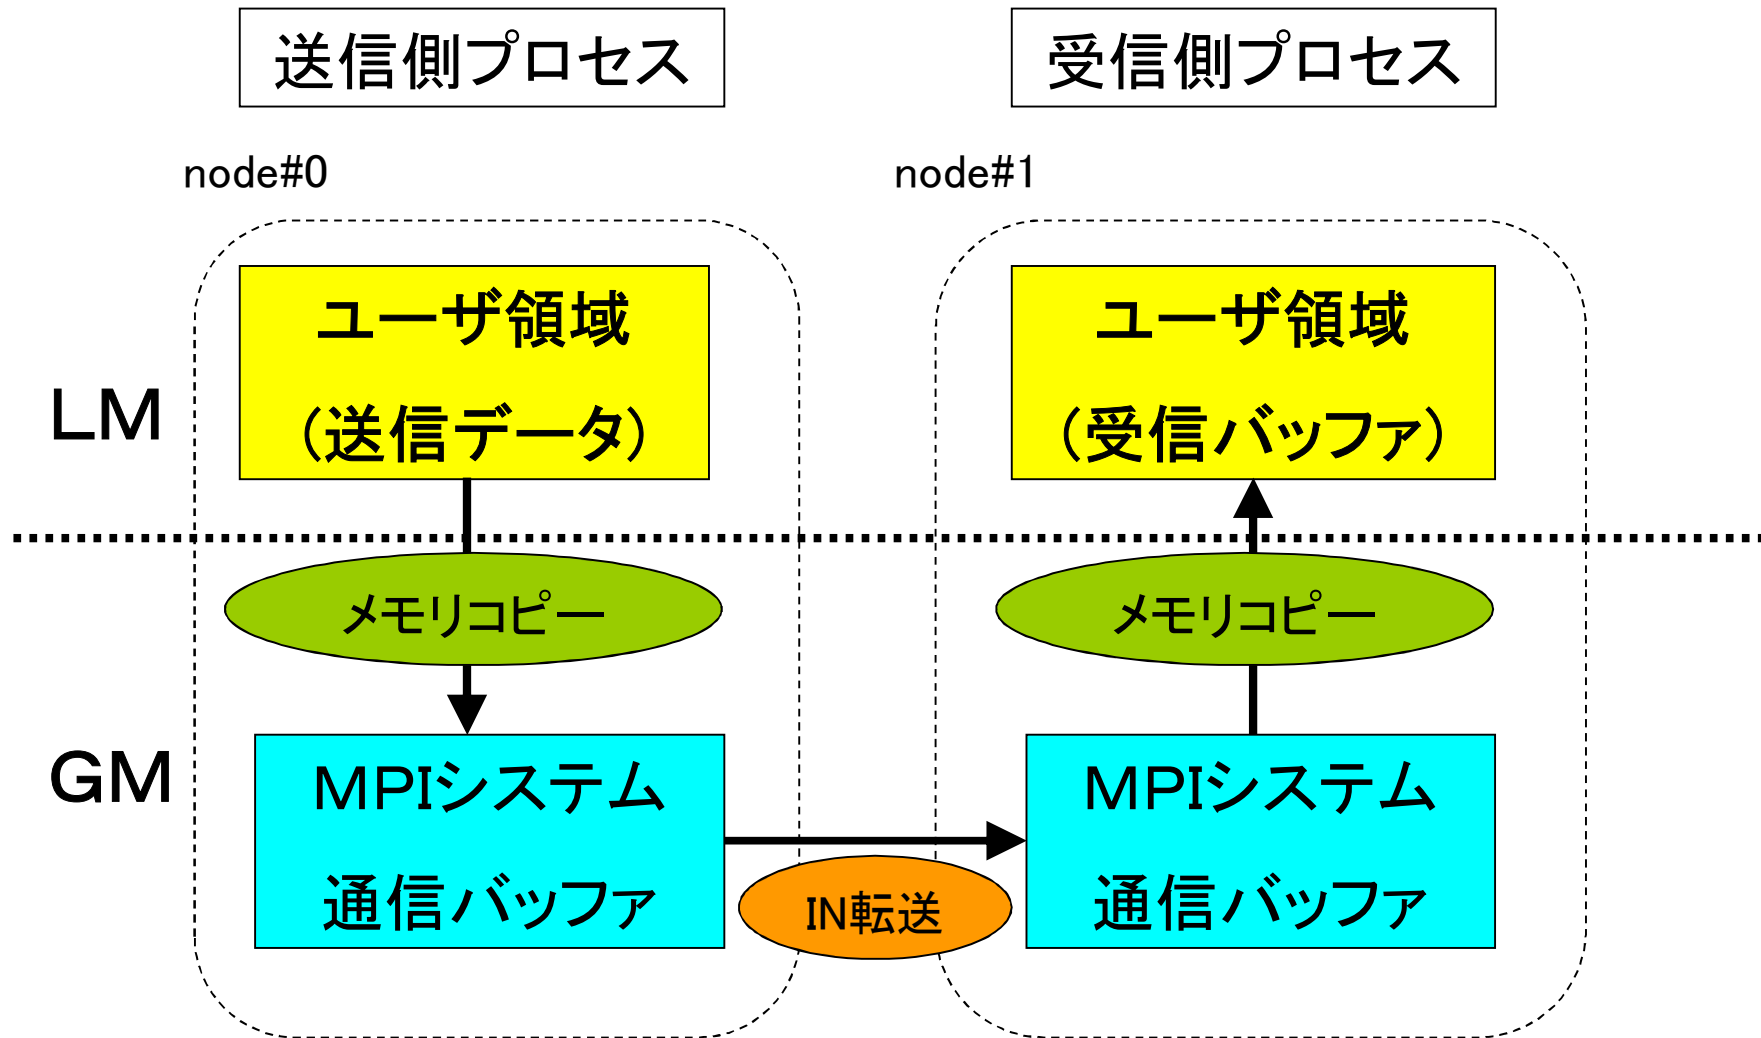 送信側プロセス
受信側プロセス
node#0
node#1
ユーザ領域
(送信データ)
ユーザ領域
(受信バッファ)
LM
メモリコピー
メモリコピー
GM
MPIシステム
通信バッファ
MPIシステム
通信バッファ
IN転送